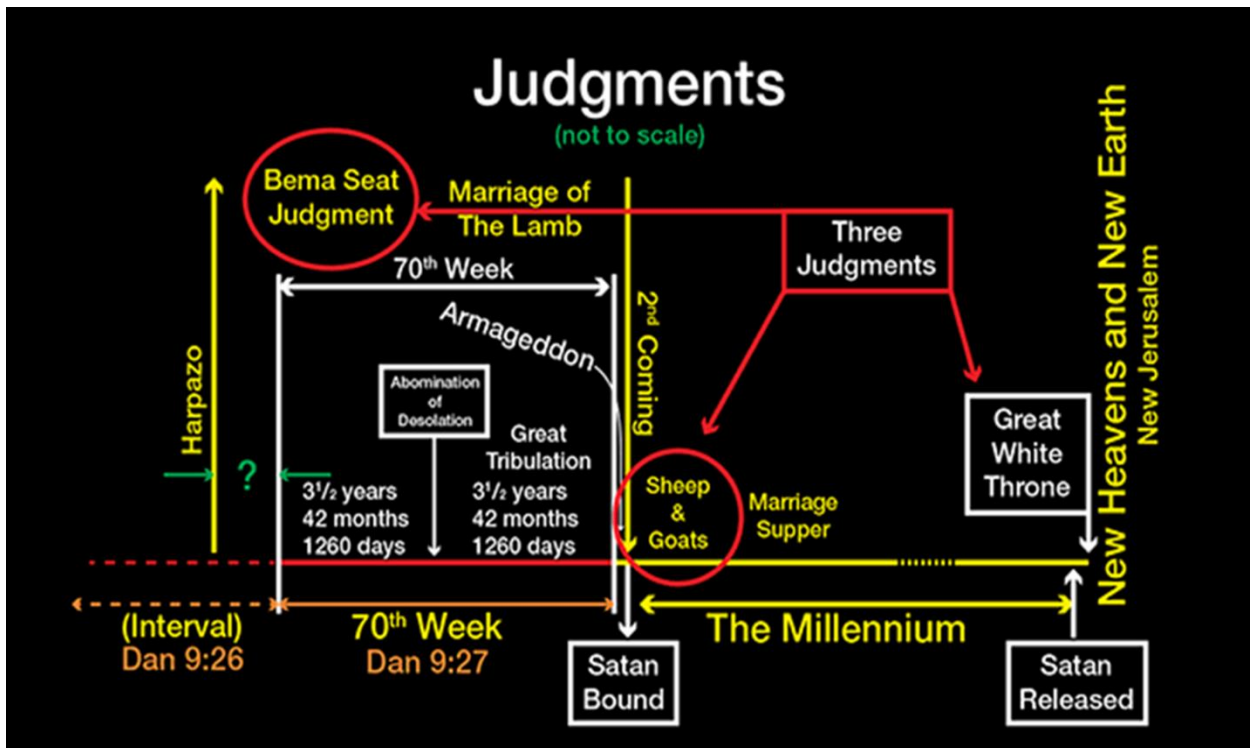 Judgments
(not to scale)
Bema Seat
Judgment
Marriage of
The Lamb
Three
Judgments
70th Week
Armageddon
2nd Coming
Harpazo
?
Abomination
of
Desolation
Great
Tribulation
3½ years
42 months
1260 days
3½ years
42 months
1260 days
Sheep
&
Goats
Marriage
Supper
Great
White
Throne
New Heavens and New Earth
New Jerusalem
(Interval)
Dan 9:26
70th Week
Dan 9:27
The Millennium
Satan
Bound
Satan
Released